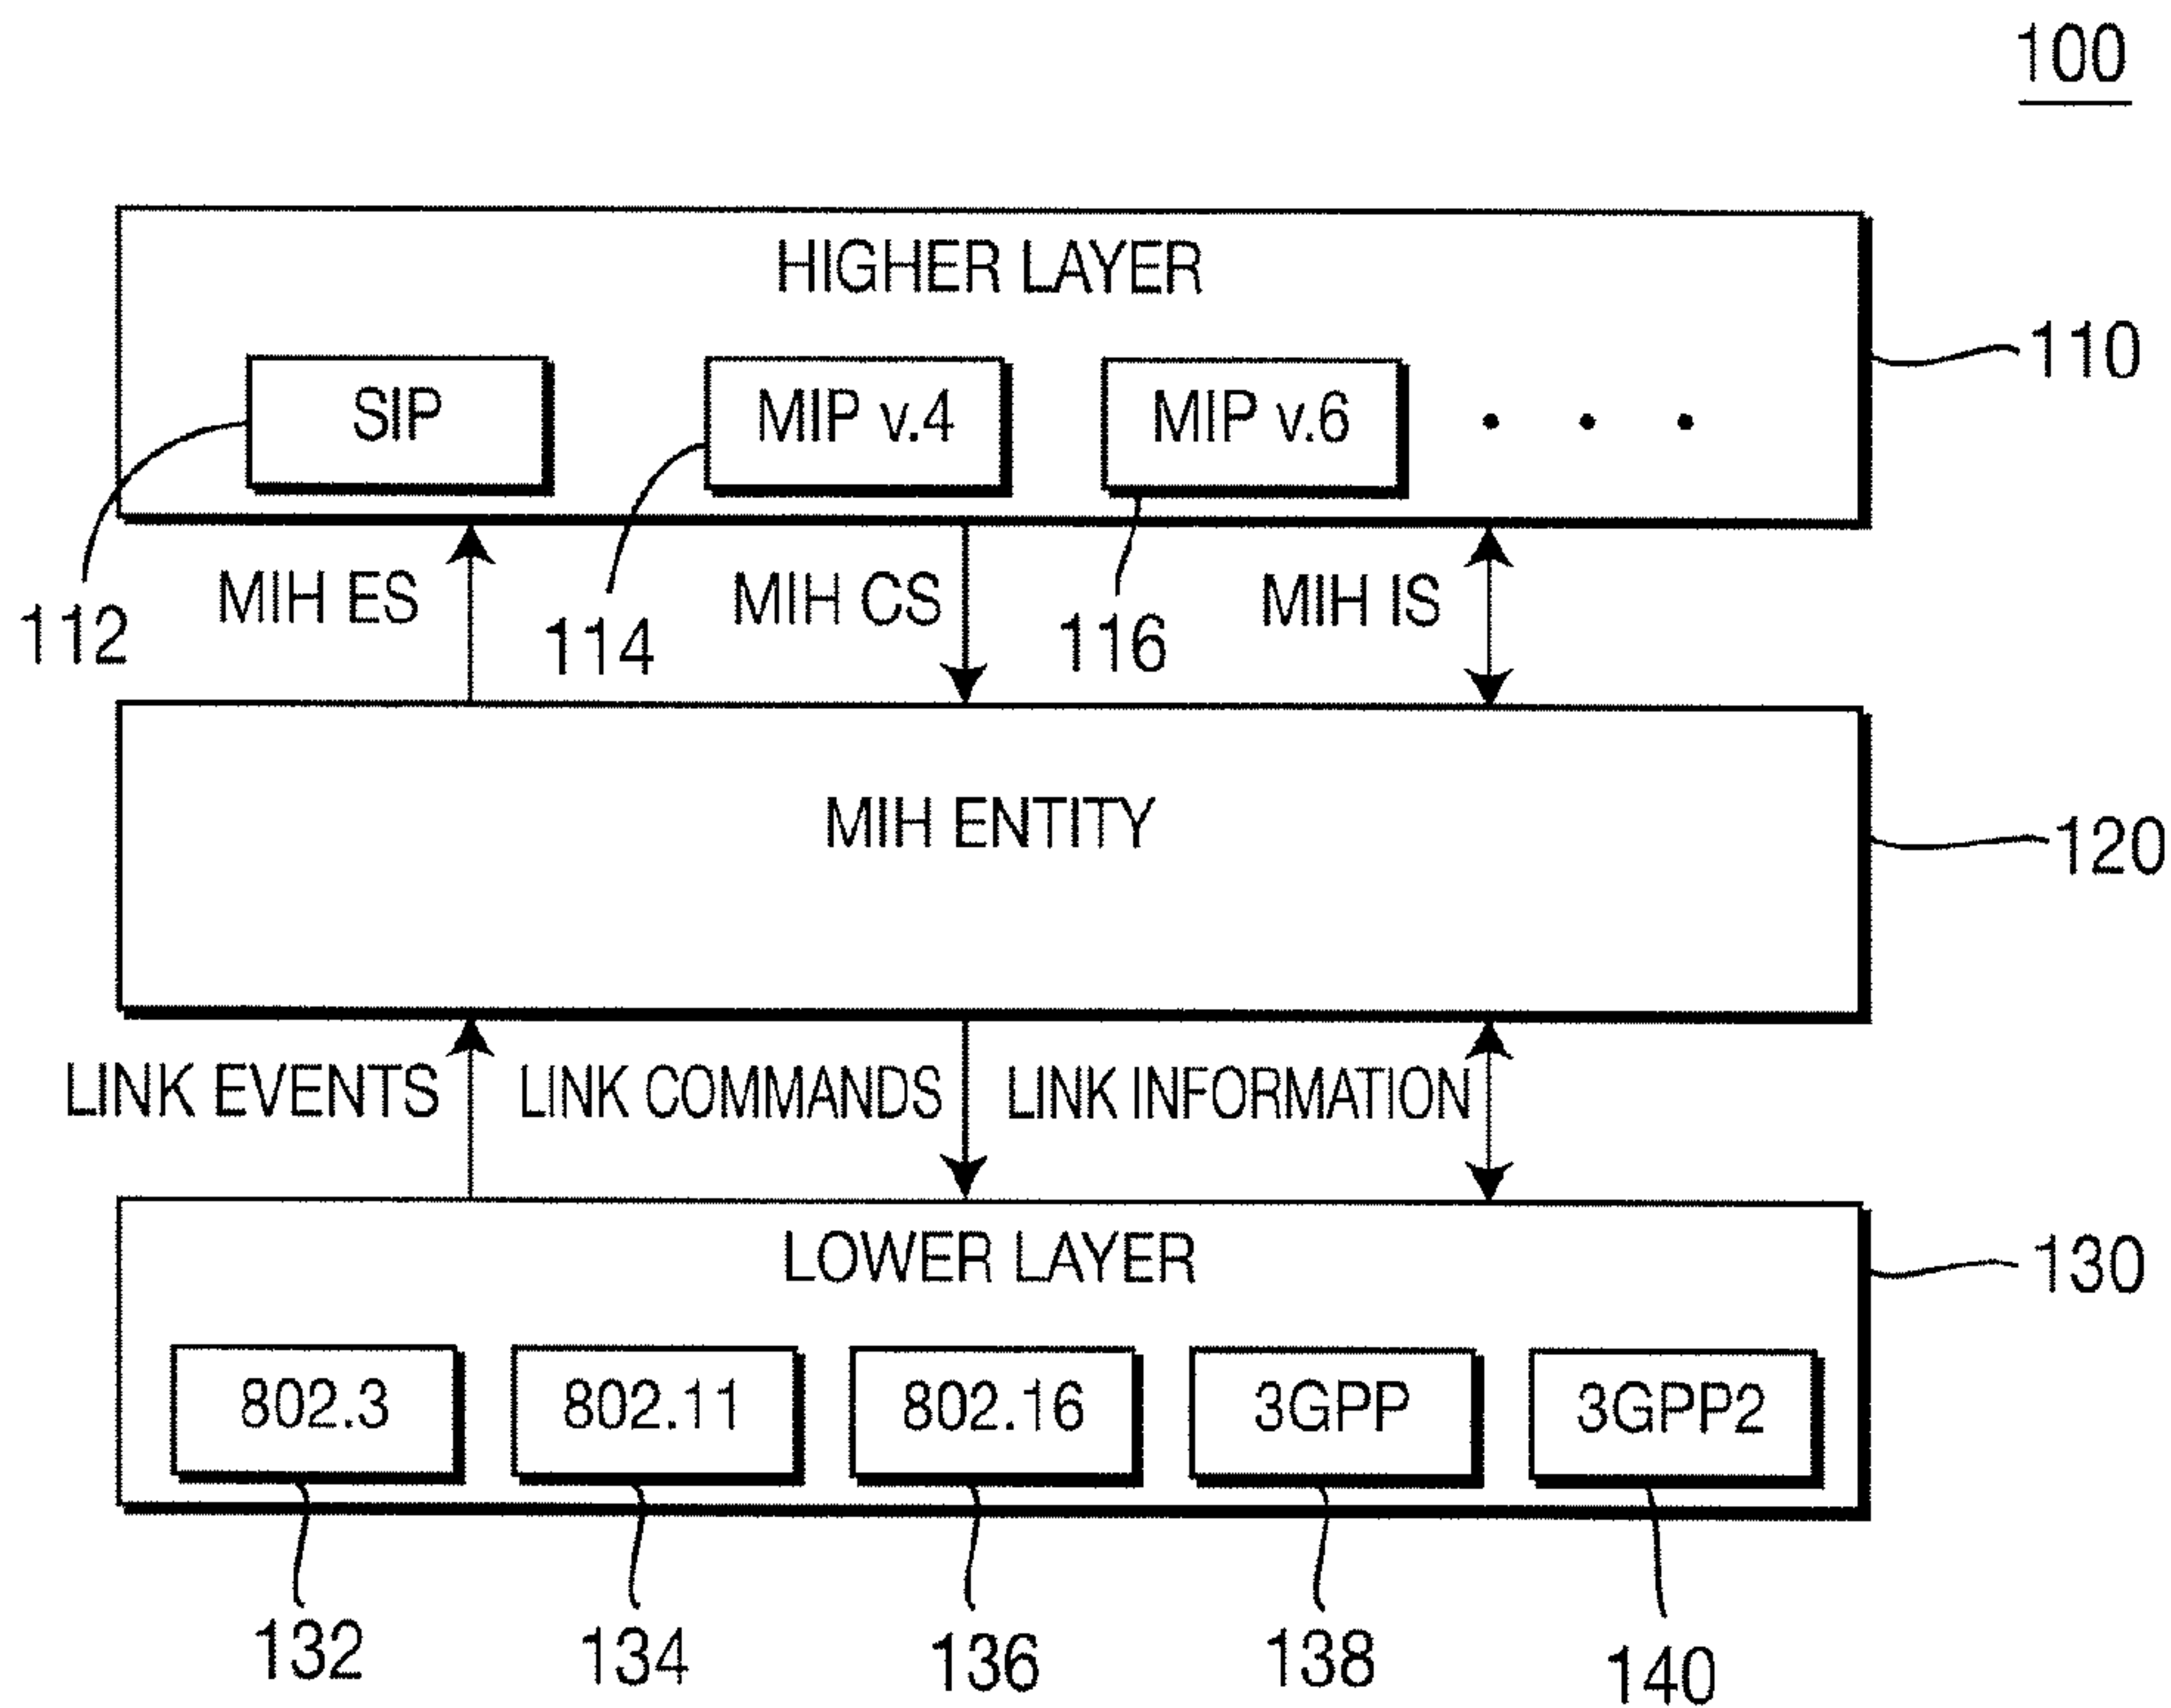 100
HIGHER LAYER
110
SIP
MIP v.4
MIP v.6
. . .
112
MIH ES
114
MIH CS
116
MIH IS
MIH ENTITY
120
LINK EVENTS
LINK COMMANDS
LINK INFORMATION
LOWER LAYER
130
802.3
802.11
802.16
3GPP
3GPP2
132
134
136
138
140